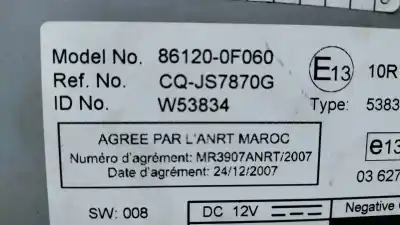 Model No. 86120-0F060
Ref. No. CQ-JS7870G
ID No. W53834
E13 10R
Type: 5383
AGREE PAR L'ANRT MAROC
Numéro d'agrément: MR3907ANRT/2007
Date d'agrément: 24/12/2007
e13
03 627
SW: 008
DC 12V
Negative